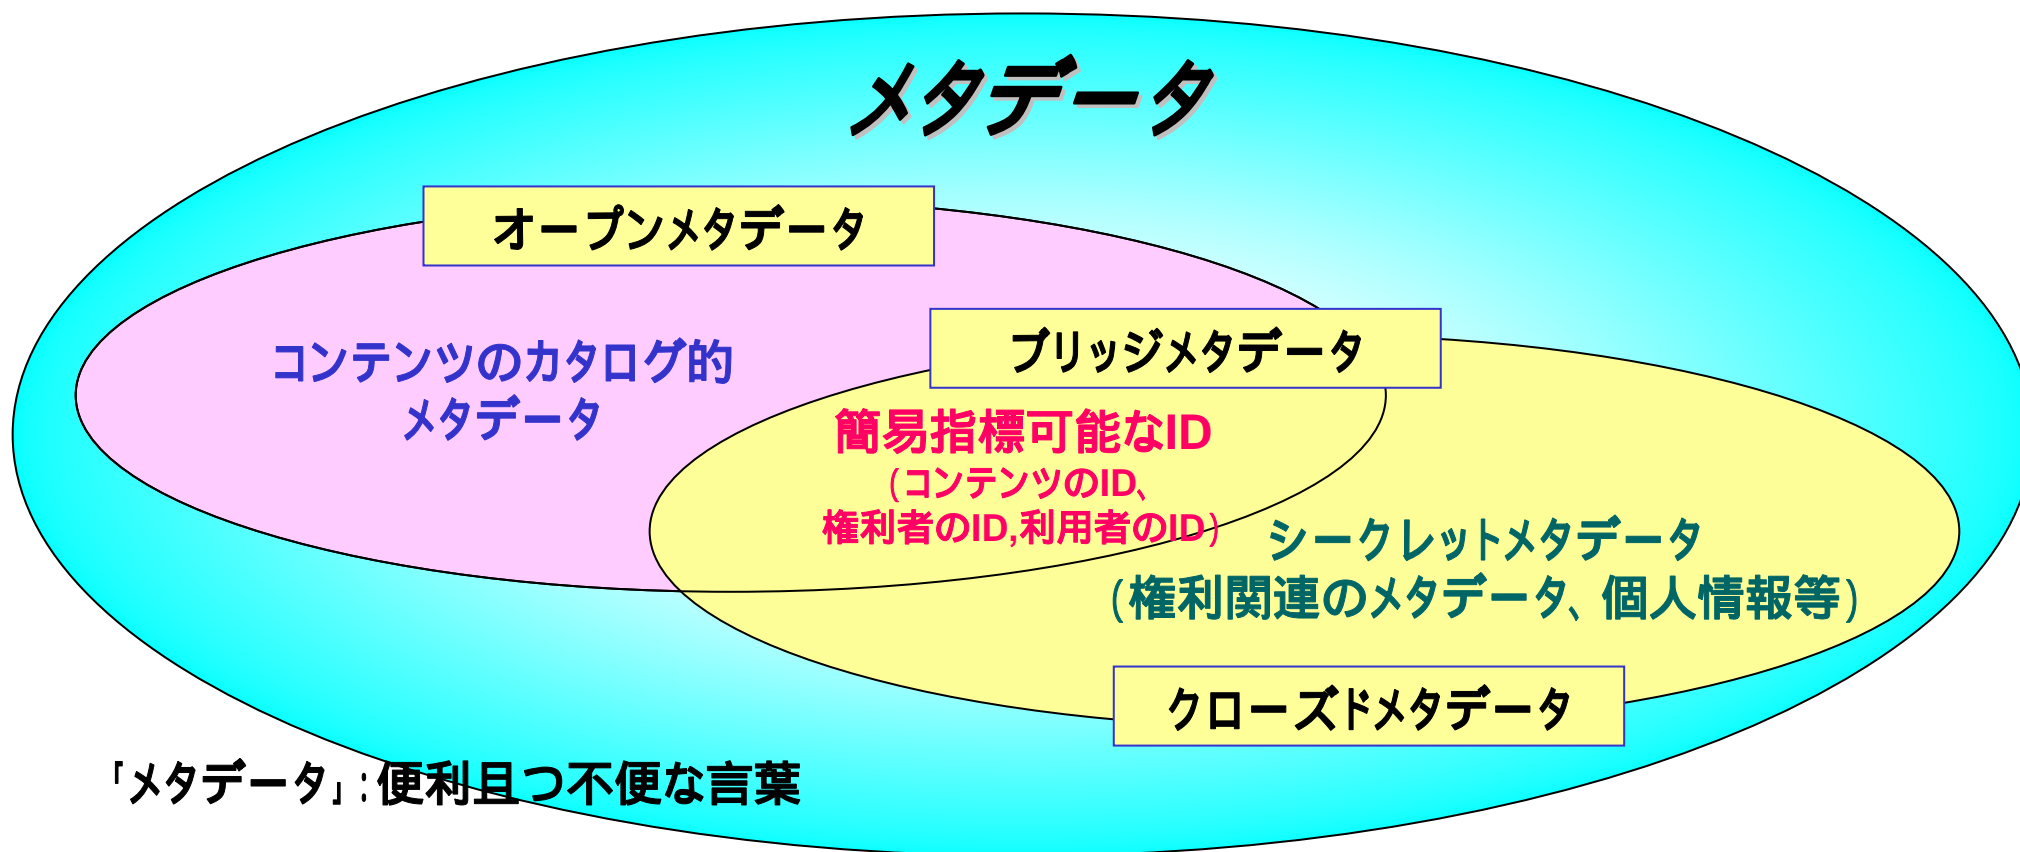 メタデータ
オープンメタデータ
ブリッジメタデータ
コンテンツのカタログ的
メタデータ
簡易指標可能なID
（コンテンツのID、
権利者のID,利用者のID）
シークレットメタデータ
（権利関連のメタデータ、個人情報等）
クローズドメタデータ
「メタデータ」：便利且つ不便な言葉